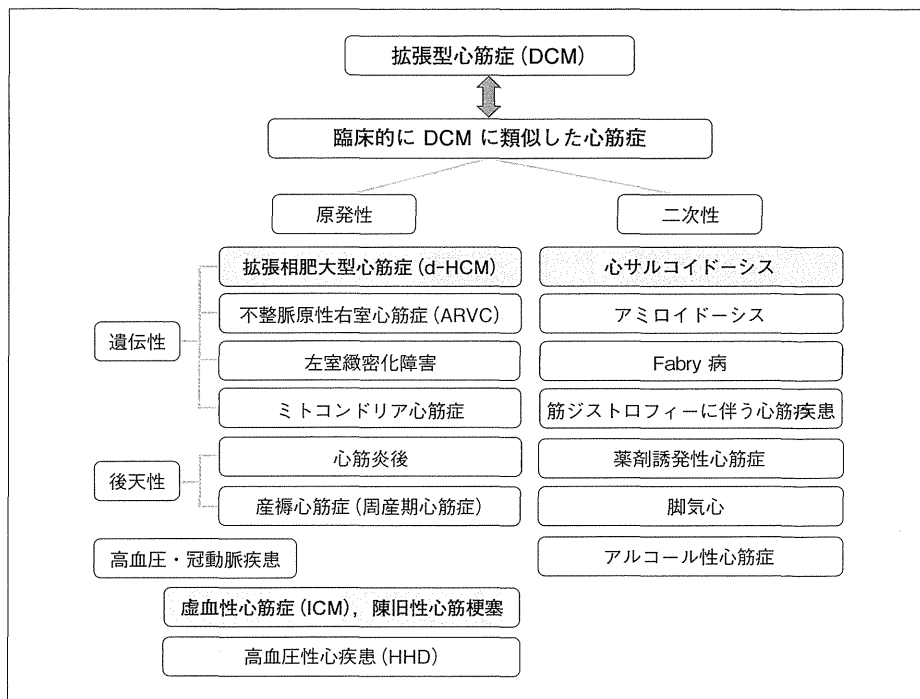 拡張型心筋症(DCM)
臨床的に DCM に類似した心筋症
原発性
二次性
遺伝性
拡張相肥大型心筋症(d-HCM)
不整脈原性右室心筋症(ARVC)
左室緻密化障害
ミトコンドリア心筋症
後天性
心筋炎後
産褥心筋症(周産期心筋症)
高血圧・冠動脈疾患
虚血性心筋症(ICM),陳旧性心筋梗塞
高血圧性心疾患(HHD)
心サルコイドーシス
アミロイドーシス
Fabry 病
筋ジストロフィーに伴う心筋疾患
薬剤誘発性心筋症
脚気心
アルコール性心筋症